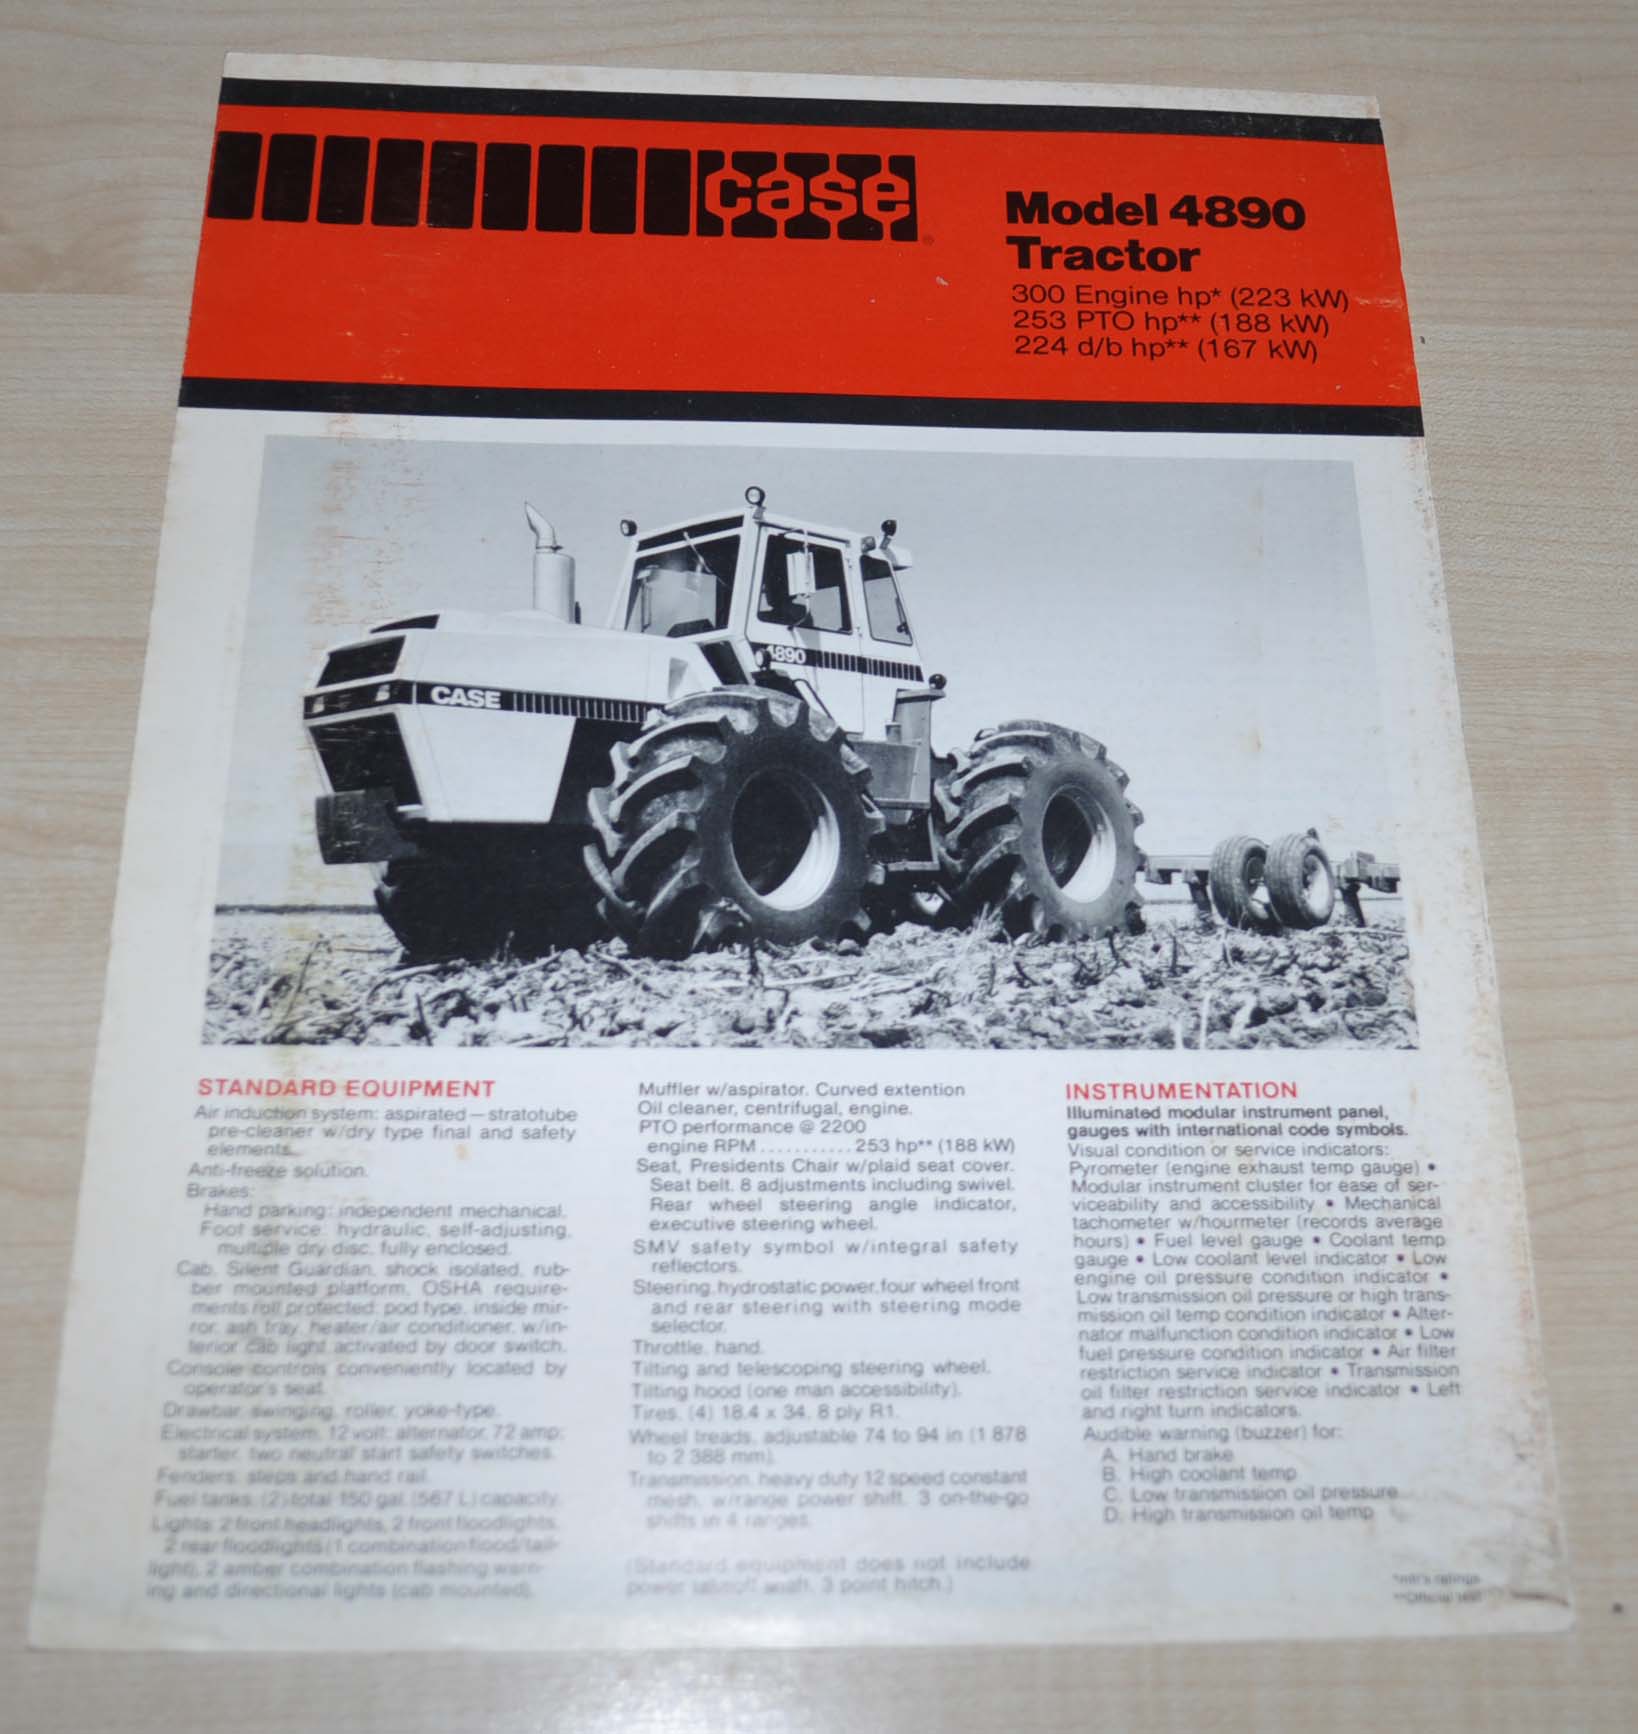 case®
Model 4890
Tractor
300 Engine hp* (223 kW)
253 PTO hp** (188 kW)
224 d/b hp** (167 kW)
4890
CASE
STANDARD EQUIPMENT
Air induction system: aspirated — stratotube
pre-cleaner w/dry type final and safety
elements.
Anti-freeze solution.
Brakes:
Hand parking: independent mechanical.
Foot service: hydraulic, self-adjusting,
multiple dry disc, fully enclosed.
Cab, Silent Guardian, shock isolated, rub-
ber mounted platform, OSHA require-
ments roll protected: pod type, inside mir-
ror, ash tray, heater/air conditioner, w/in-
terior cab light activated by door switch.
Console controls conveniently located by
operator's seat.
Drawbar, swinging, roller, yoke-type.
Electrical system, 12 volt: alternator, 72 amp;
starter, two neutral start safety switches.
Fenders, steps and hand rail.
Fuel tanks, (2) total 150 gal. (567 L) capacity.
Lights: 2 front headlights, 2 front floodlights,
2 rear floodlights (1 combination flood/tail-
light), 2 amber combination flashing warn-
ing and directional lights (cab mounted).
Muffler w/aspirator. Curved extention
Oil cleaner, centrifugal, engine.
PTO performance @ 2200
engine RPM ........... 253 hp** (188 kW)
Seat, Presidents Chair w/plaid seat cover.
Seat belt. 8 adjustments including swivel.
Rear wheel steering angle indicator,
executive steering wheel.
SMV safety symbol w/integral safety
reflectors.
Steering, hydrostatic power, four wheel front
and rear steering with steering mode
selector.
Throttle, hand.
Tilting and telescoping steering wheel.
Tilting hood (one man accessibility).
Tires, (4) 18.4 x 34, 8 ply R1.
Wheel treads, adjustable 74 to 94 in (1 878
to 2 388 mm).
Transmission, heavy duty 12 speed constant
mesh, w/range power shift, 3 on-the-go
shifts in 4 ranges.
(Standard equipment does not include
power takeoff shaft, 3 point hitch.)
INSTRUMENTATION
Illuminated modular instrument panel,
gauges with international code symbols.
Visual condition or service indicators:
Pyrometer (engine exhaust temp gauge) •
Modular instrument cluster for ease of ser-
viceability and accessibility • Mechanical
tachometer w/hourmeter (records average
hours) • Fuel level gauge • Coolant temp
gauge • Low coolant level indicator • Low
engine oil pressure condition indicator •
Low transmission oil pressure or high trans-
mission oil temp condition indicator • Alter-
nator malfunction condition indicator • Low
fuel pressure condition indicator • Air filter
restriction service indicator • Transmission
oil filter restriction service indicator • Left
and right turn indicators.
Audible warning (buzzer) for:
A. Hand brake
B. High coolant temp
C. Low transmission oil pressure
D. High transmission oil temp
*mfr's ratings
**Official test